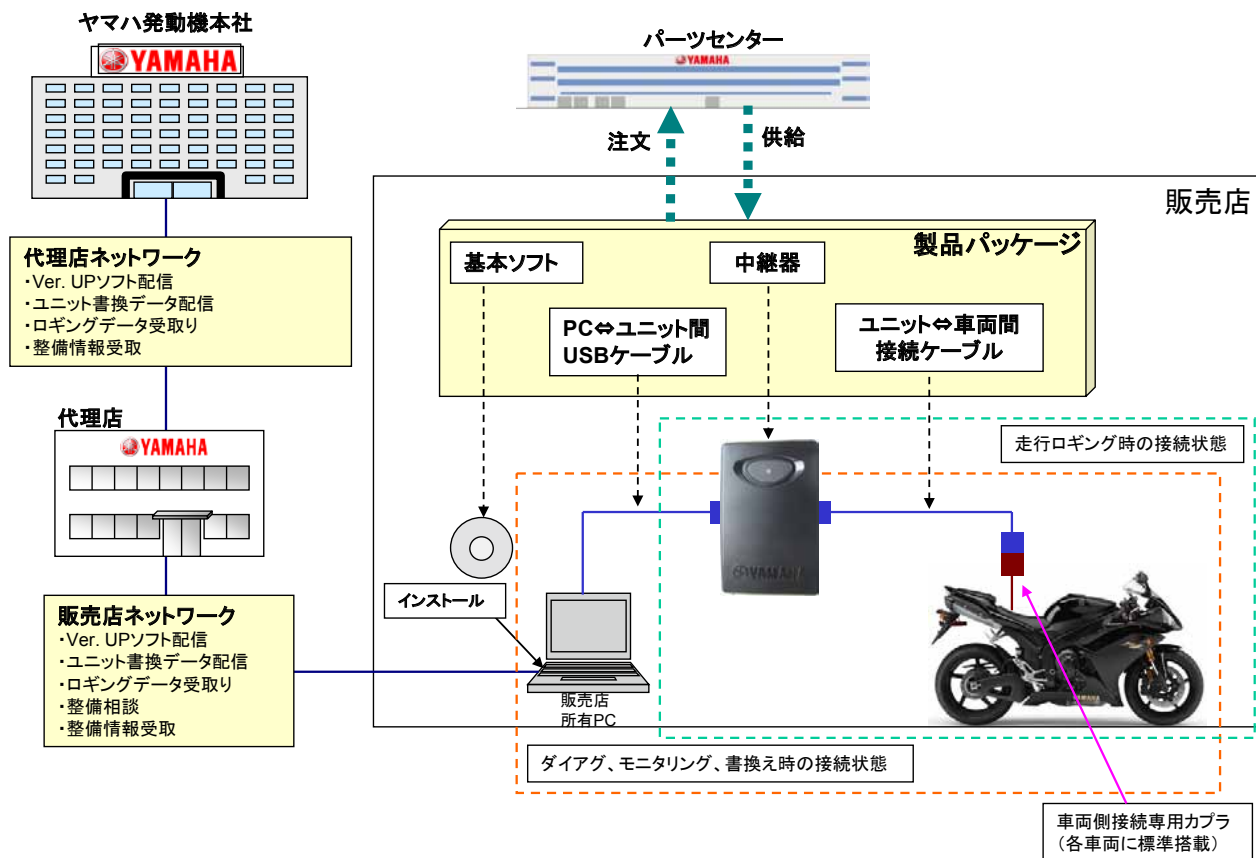 ヤマハ発動機本社
YAMAHA
パーツセンター
YAMAHA
注文
供給
販売店
製品パッケージ
基本ソフト
中継器
PC⇔ユニット間
USBケーブル
ユニット⇔車両間
接続ケーブル
代理店ネットワーク
・Ver. UPソフト配信
・ユニット書換データ配信
・ロギングデータ受取り
・整備情報受取
代理店
YAMAHA
走行ロギング時の接続状態
YAMAHA
インストール
販売店ネットワーク
・Ver. UPソフト配信
・ユニット書換データ配信
・ロギングデータ受取り
・整備相談
・整備情報受取
販売店
所有PC
YAMAHA
ダイアグ、モニタリング、書換え時の接続状態
車両側接続専用カプラ
（各車両に標準搭載）